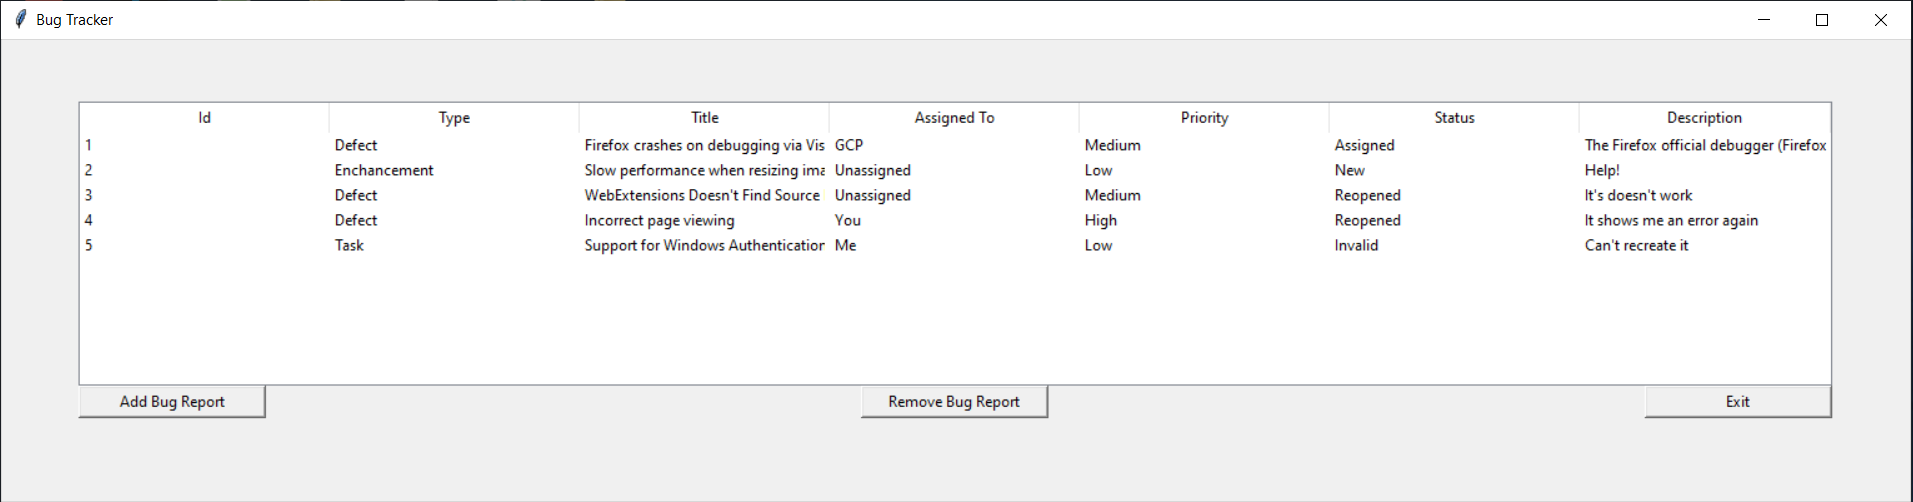 Bug Tracker
Id Type Title Assigned To Priority Status Description
1 Defect Firefox crashes on debugging via Vis GCP Medium Assigned The Firefox official debugger (Firefox
2 Enchancement Slow performance when resizing ima Unassigned Low New Help!
3 Defect WebExtensions Doesn't Find Source Unassigned Medium Reopened It's doesn't work
4 Defect Incorrect page viewing You High Reopened It shows me an error again
5 Task Support for Windows Authentication Me Low Invalid Can't recreate it
Add Bug Report Remove Bug Report Exit